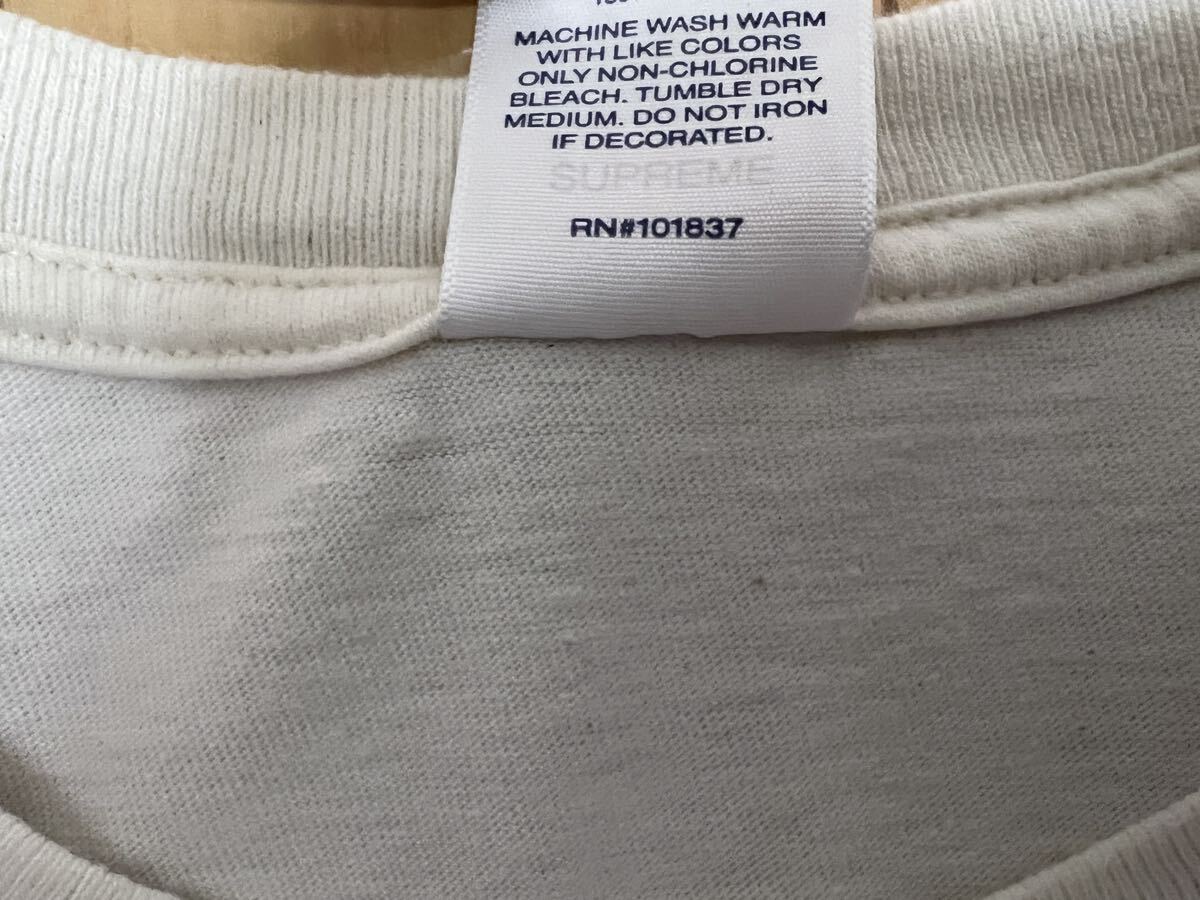 MACHINE WASH WARM
WITH LIKE COLORS
ONLY NON-CHLORINE
BLEACH. TUMBLE DRY
MEDIUM. DO NOT IRON
IF DECORATED.
SUPREME
RN#101837